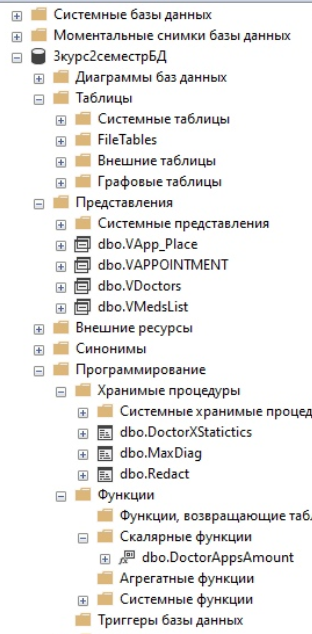 Системные базы данных
Моментальные снимки базы данных
3курс2семестрБД
Диаграммы баз данных
Таблицы
Системные таблицы
FileTables
Внешние таблицы
Графовые таблицы
Представления
Системные представления
dbo.VApp_Place
dbo.VAPPOINTMENT
dbo.VDoctors
dbo.VMedsList
Внешние ресурсы
Синонимы
Программирование
Хранимые процедуры
Системные хранимые процед
dbo.DoctorXStatictics
dbo.MaxDiag
dbo.Redact
Функции
Функции, возвращающие таб
Скалярные функции
dbo.DoctorAppsAmount
Агрегатные функции
Системные функции
Триггеры базы данных